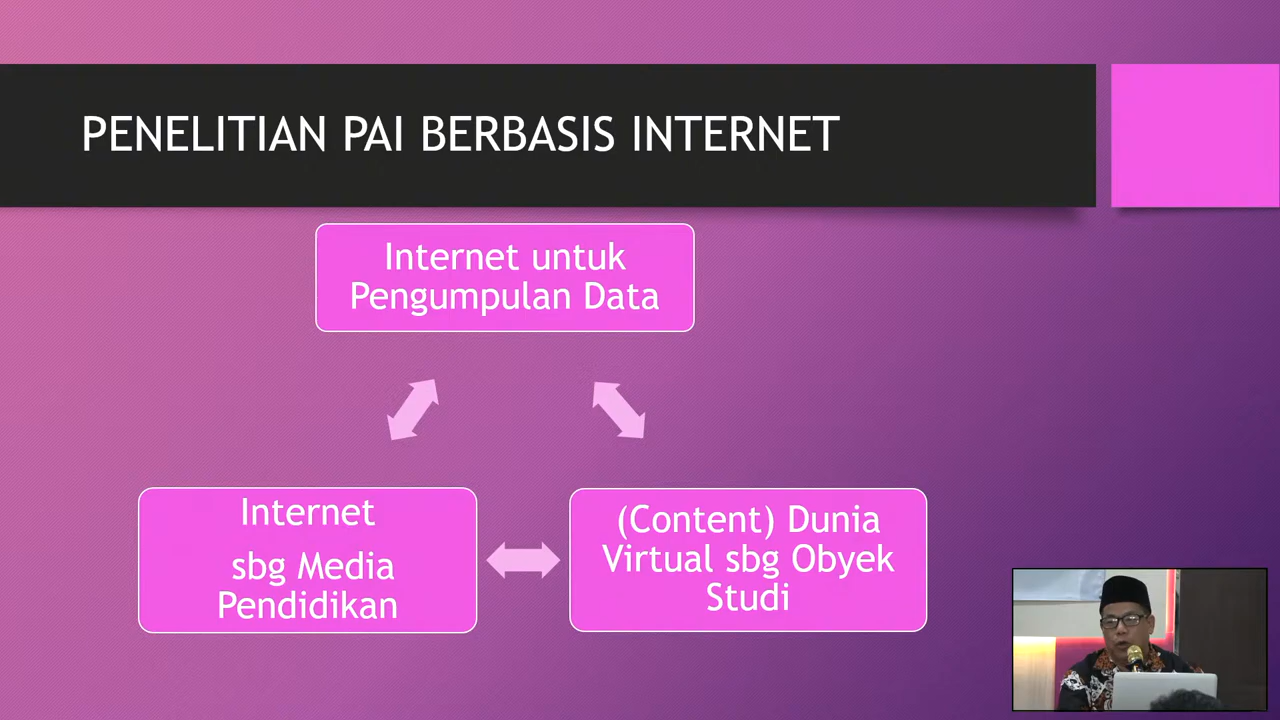 PENELITIAN PAI BERBASIS INTERNET
Internet untuk
Pengumpulan Data
Internet
sbg Media
Pendidikan
(Content) Dunia
Virtual sbg Obyek
Studi